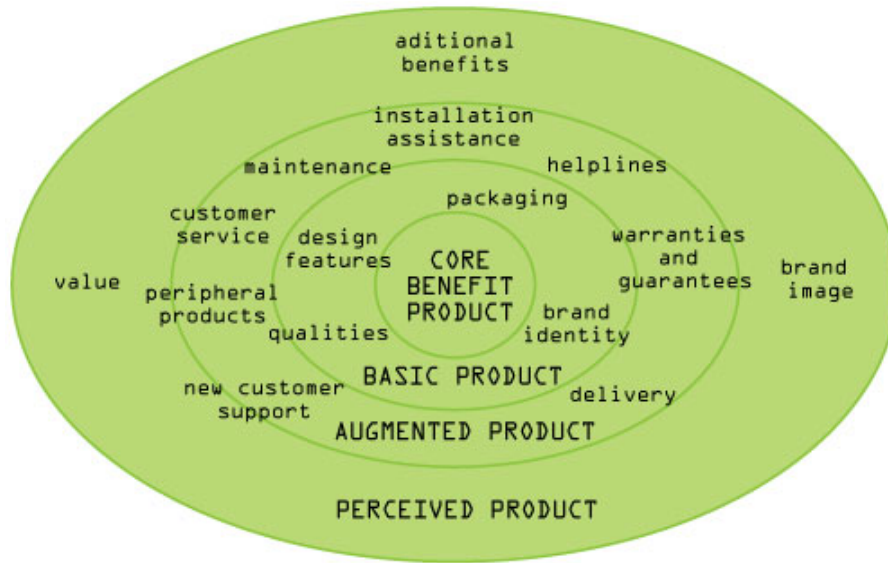 aditional
benefits
installation
assistance
maintenance
helplines
packaging
customer
service
design
features
warranties
and
guarantees
CORE
BENEFIT
PRODUCT
value
brand
image
peripheral
products
qualities
brand
identity
BASIC PRODUCT
new customer
support
delivery
AUGMENTED PRODUCT
PERCEIVED PRODUCT